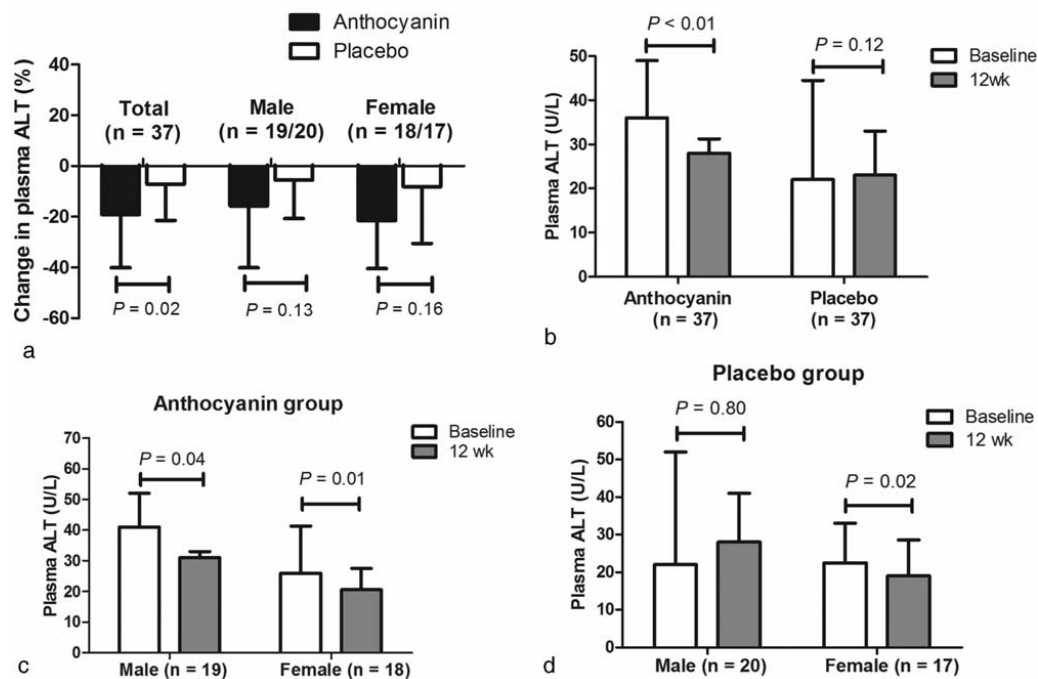 Anthocyanin
Placebo
Change in plasma ALT (%)
40
20
0
-20
-40
-60
Total
(n = 37)
Male
(n = 19/20)
Female
(n = 18/17)
P = 0.02
P = 0.13
P = 0.16
a
P < 0.01
P = 0.12
Baseline
12wk
Plasma ALT (U/L)
50
40
30
20
10
0
Anthocyanin
(n = 37)
Placebo
(n = 37)
b
Anthocyanin group
Baseline
12 wk
Plasma ALT (U/L)
70
60
50
40
30
20
10
0
P = 0.04
P = 0.01
Male (n = 19)
Female (n = 18)
c
Placebo group
P = 0.80
P = 0.02
Baseline
12 wk
Plasma ALT (U/L)
60
50
40
30
20
10
0
Male (n = 20)
Female (n = 17)
d